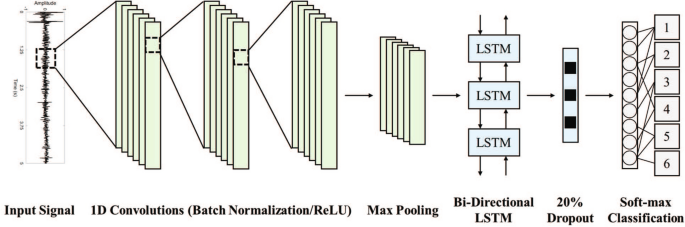 Amplitude
Time (s)
0
1.25
2.5
3.75
5
LSTM
LSTM
LSTM
1
2
3
4
5
6
Input Signal
1D Convolutions (Batch Normalization/ReLU)
Max Pooling
Bi-Directional
LSTM
20%
Dropout
Soft-max
Classification